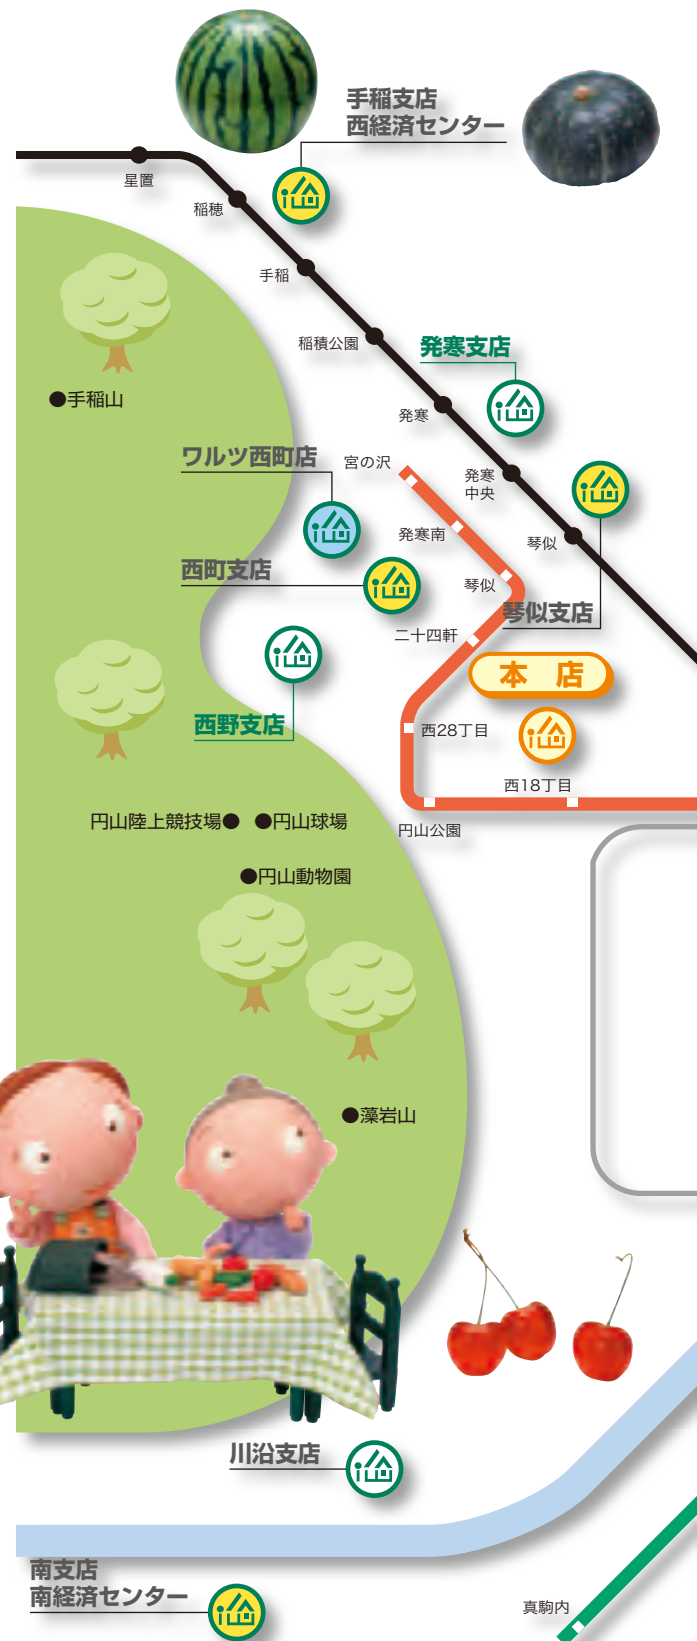 手稲支店
西経済センター
星置
稲穂
手稲
稲積公園
発寒支店
●手稲山
発寒
ワルツ西町店
宮の沢
発寒
中央
発寒南
琴似
西町支店
琴似
琴似支店
二十四軒
本　店
西野支店
西28丁目
西18丁目
円山陸上競技場●
●円山球場
円山公園
●円山動物園
●藻岩山
川沿支店
南支店
南経済センター
真駒内